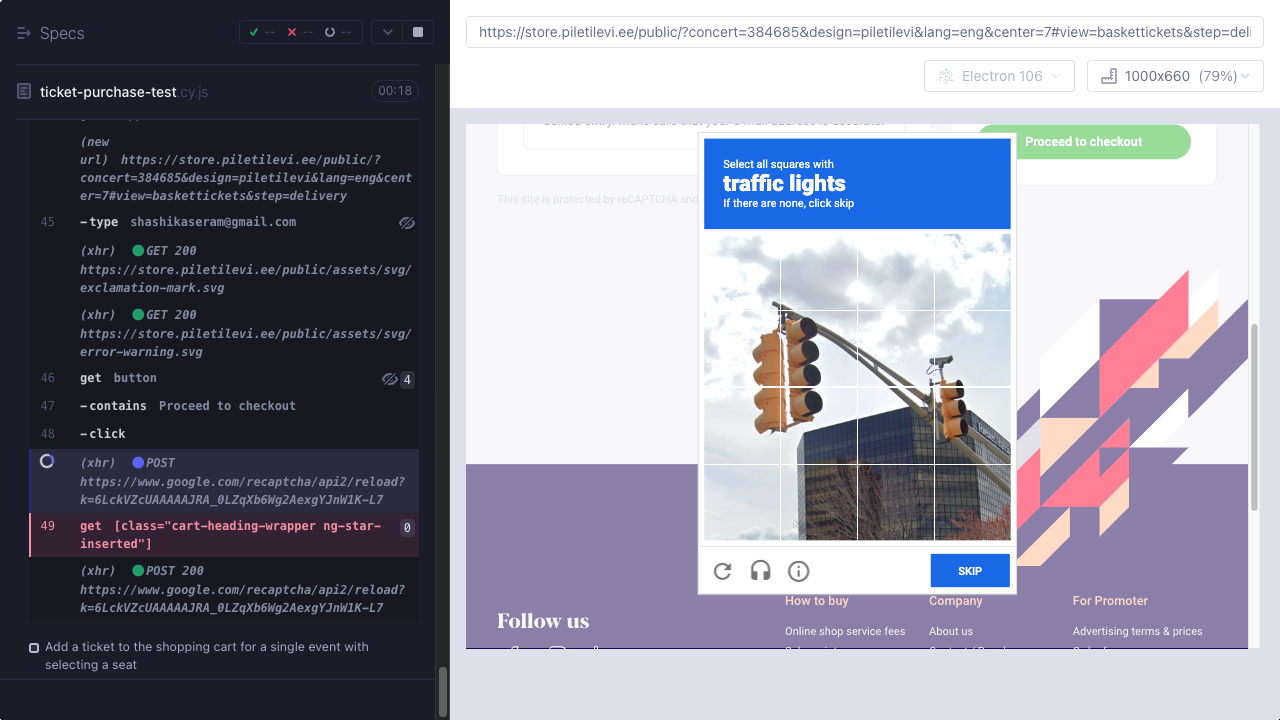 Specs
-- -- --
ticket-purchase-test.cy.js
00:18
(new
url) https://store.piletilevi.ee/public/?
concert=384685&design=piletilevi&lang=eng&cent
er=7#view=baskettickets&step=delivery
45 -type shashikaseram@gmail.com
(xhr) GET 200
https://store.piletilevi.ee/public/assets/svg/
exclamation-mark.svg
(xhr) GET 200
https://store.piletilevi.ee/public/assets/svg/
error-warning.svg
46 get button 4
47 -contains Proceed to checkout
48 -click
(xhr) POST
https://www.google.com/recaptcha/api2/reload?
k=6LckVZcUAAAAAJRA_0LZqXb6Wg2AexgYJnW1K-L7
49 get [class="cart-heading-wrapper ng-star- 0
inserted"]
(xhr) POST 200
https://www.google.com/recaptcha/api2/reload?
k=6LckVZcUAAAAAJRA_0LZqXb6Wg2AexgYJnW1K-L7
Add a ticket to the shopping cart for a single event with
selecting a seat
https://store.piletilevi.ee/public/?concert=384685&design=piletilevi&lang=eng&center=7#view=baskettickets&step=deli
Electron 106
1000x660 (79%)
Proceed to checkout
This site is protected by reCAPTCHA and
Select all squares with
traffic lights
If there are none, click skip
SKIP
Follow us
How to buy
Online shop service fees
Company
About us
For Promoter
Advertising terms & prices